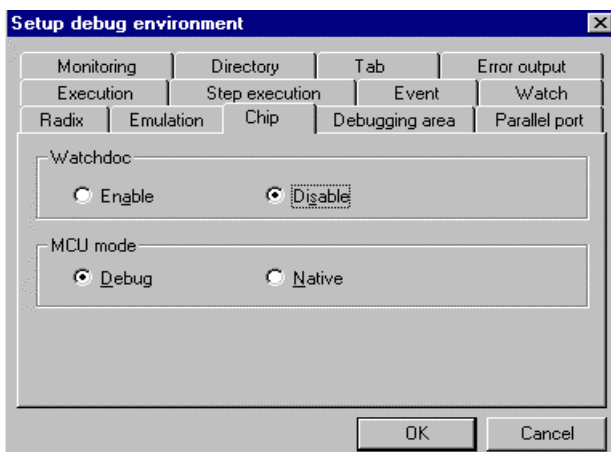 Setup debug environment
Monitoring Directory Tab Error output
Execution Step execution Event Watch
Radix Emulation Chip Debugging area Parallel port
Watchdoc
Enable Disable
MCU mode
Debug Native
OK Cancel